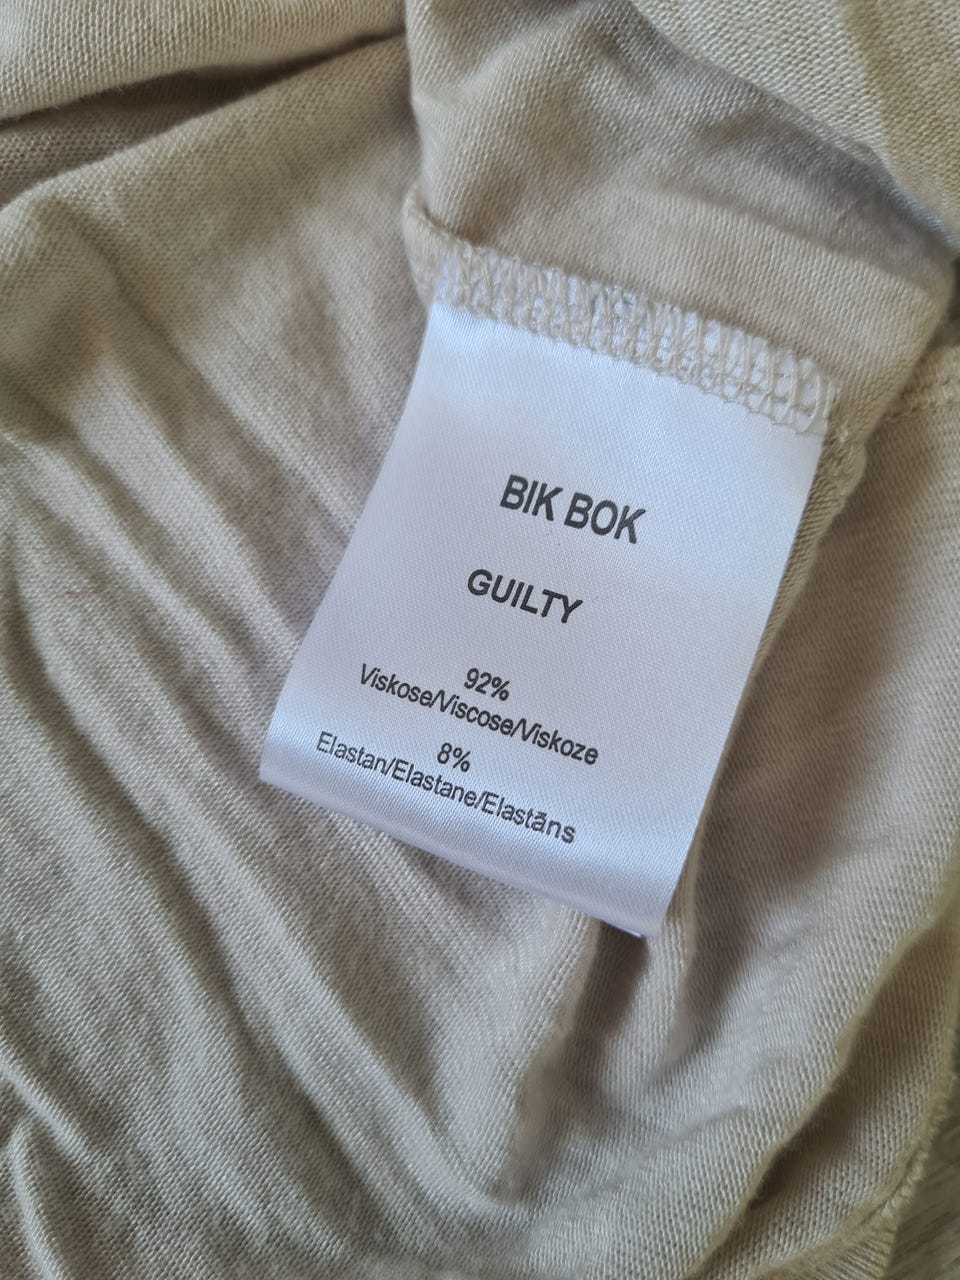 BIK BOK
GUILTY
92%
Viskose/Viscose/Viskoze
8%
Elastan/Elastane/Elastāns